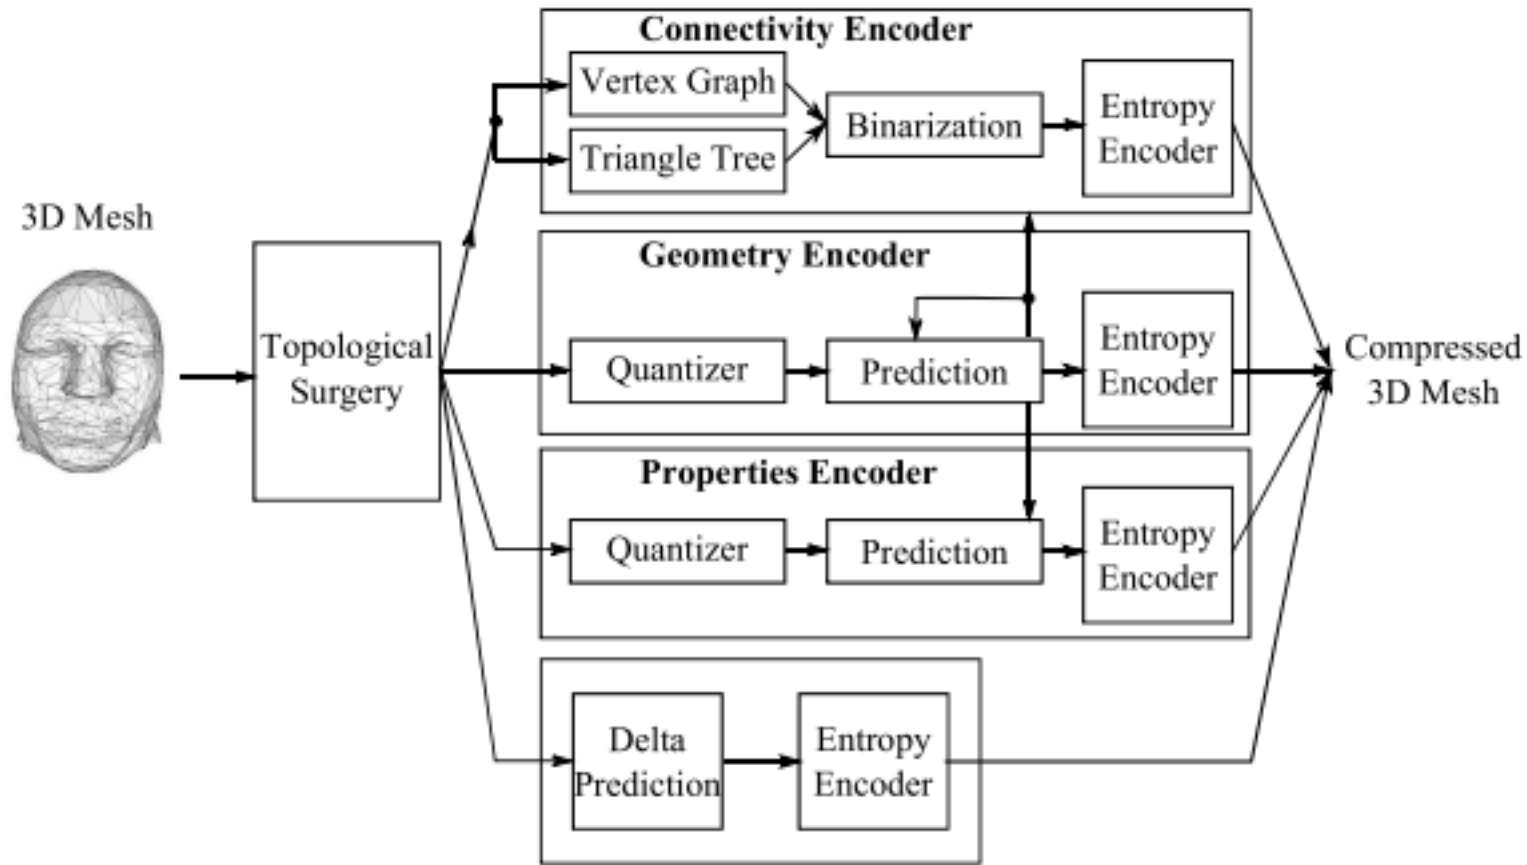 3D Mesh
Topological
Surgery
Connectivity Encoder
Vertex Graph
Triangle Tree
Binarization
Entropy
Encoder
Geometry Encoder
Quantizer
Prediction
Entropy
Encoder
Properties Encoder
Quantizer
Prediction
Entropy
Encoder
Delta
Prediction
Entropy
Encoder
Compressed
3D Mesh